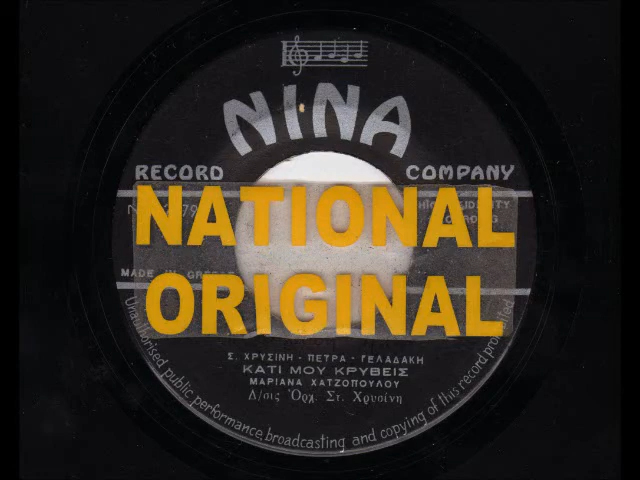 NINA
RECORD COMPANY
NATIONAL
MADE IN GREECE
ORIGINAL
Σ. ΧΡΥΣΙΝΗ - ΠΕΤΡΑ - ΓΕΛΑΔΑΚΗ
ΚΑΤΙ ΜΟΥ ΚΡΥΒΕΙΣ
ΜΑΡΙΑΝΑ ΧΑΤΖΟΠΟΥΛΟΥ
Δ/σις Ὀρχ. Στ. Χρυσίνη
Unauthorised public performance, broadcasting and copying of this record prohibited